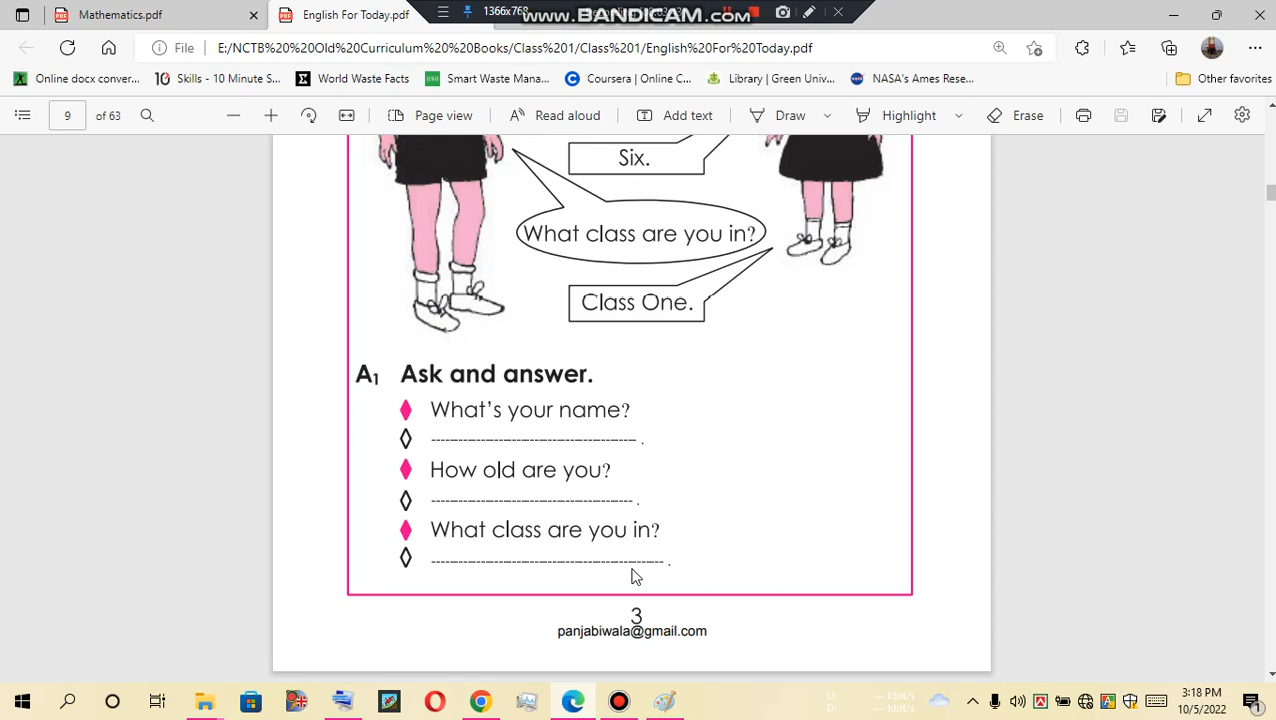 Mathematics.pdf
English For Today.pdf
1366x768
www.BANDICAM.com
File
E:/NCTB%20%20Old%20Curriculum%20Books/Class%201/Class%201/English%20For%20Today.pdf
Online docx conver...
Skills - 10 Minute S...
World Waste Facts
Smart Waste Mana...
Coursera | Online C...
Library | Green Univ...
NASA's Ames Rese...
Other favorites
9 of 63
Page view
Read aloud
Add text
Draw
Highlight
Erase
Six.
What class are you in?
Class One.
A1 Ask and answer.
What's your name?
How old are you?
What class are you in?
3
panjabiwala@gmail.com
U: --- kbit/s
D: --- kbit/s
3:18 PM
10/5/2022